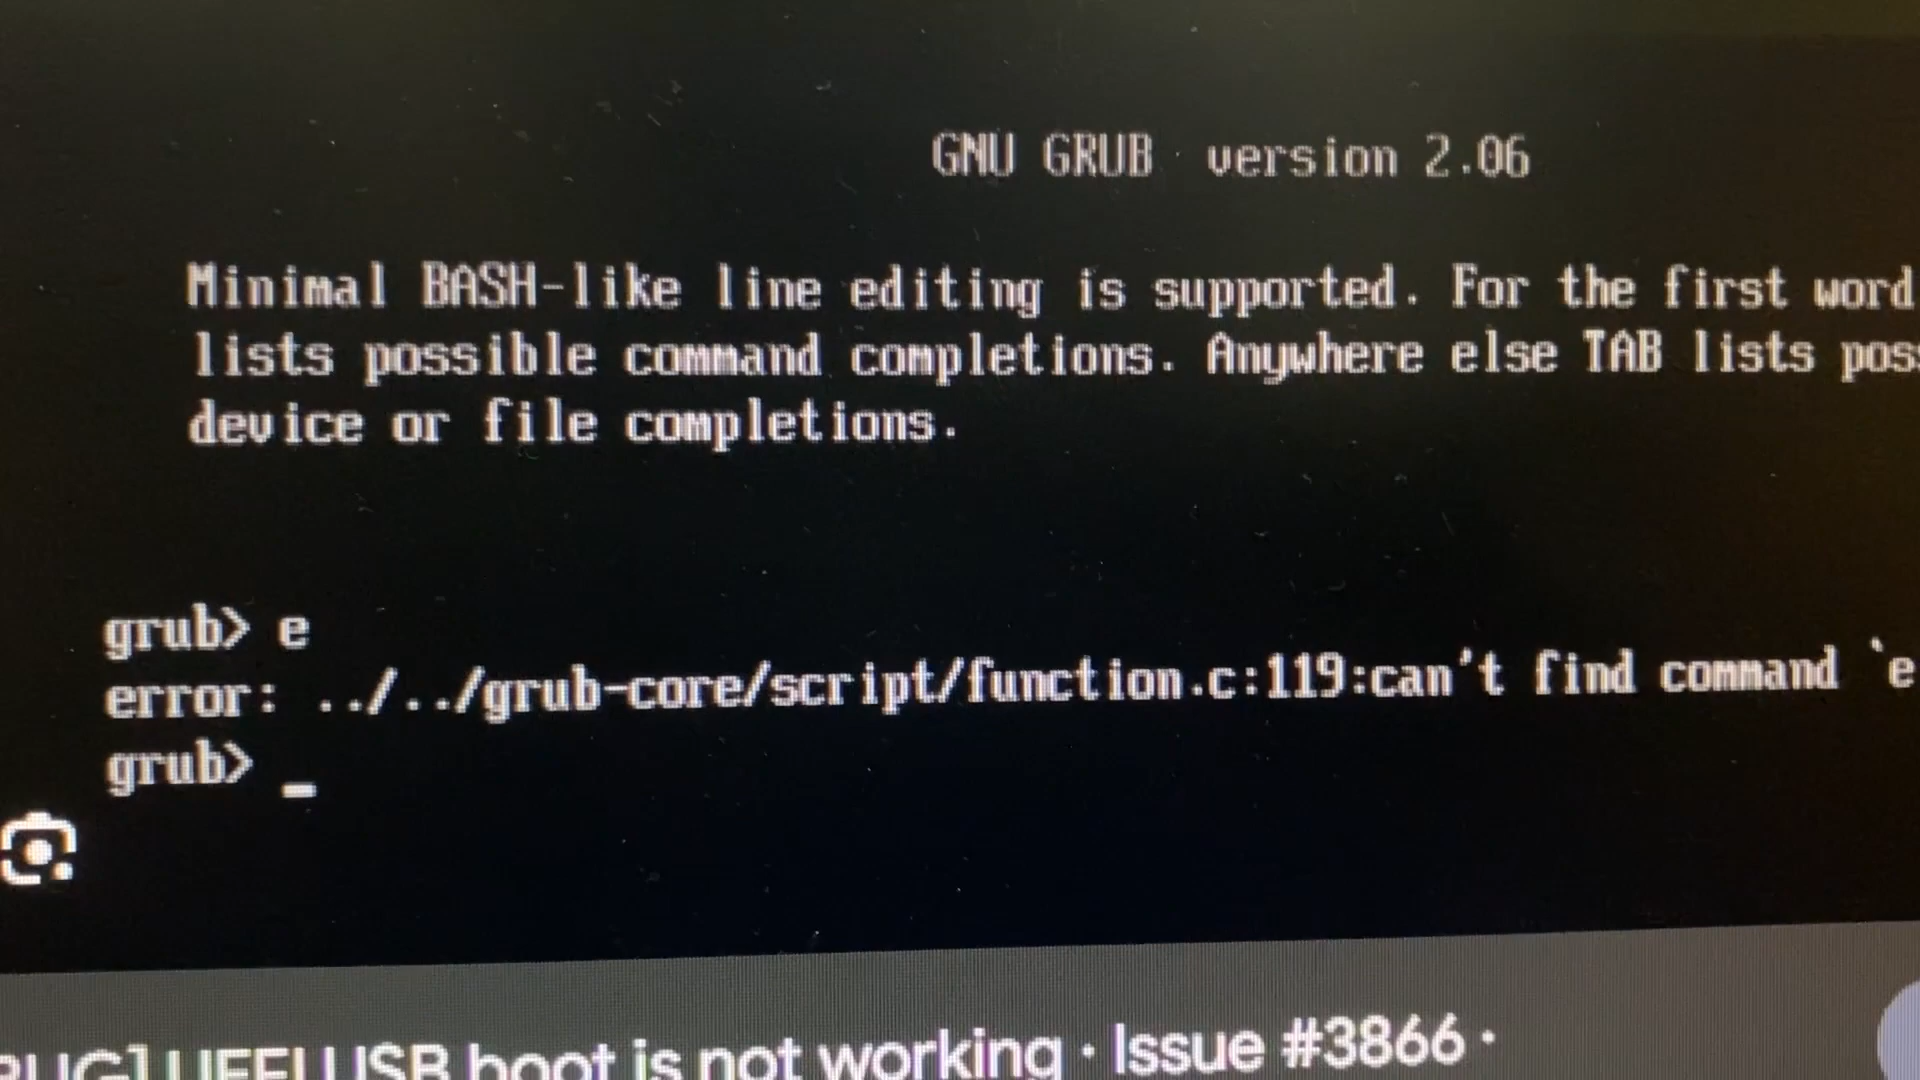 GNU GRUB version 2.06
Minimal BASH-like line editing is supported. For the first word
lists possible command completions. Anywhere else TAB lists
device or file completions.
grub> e
error: ../../grub-core/script/function.c:119:can't find command `e
grub> _
USB boot is not working · Issue #3866 ·